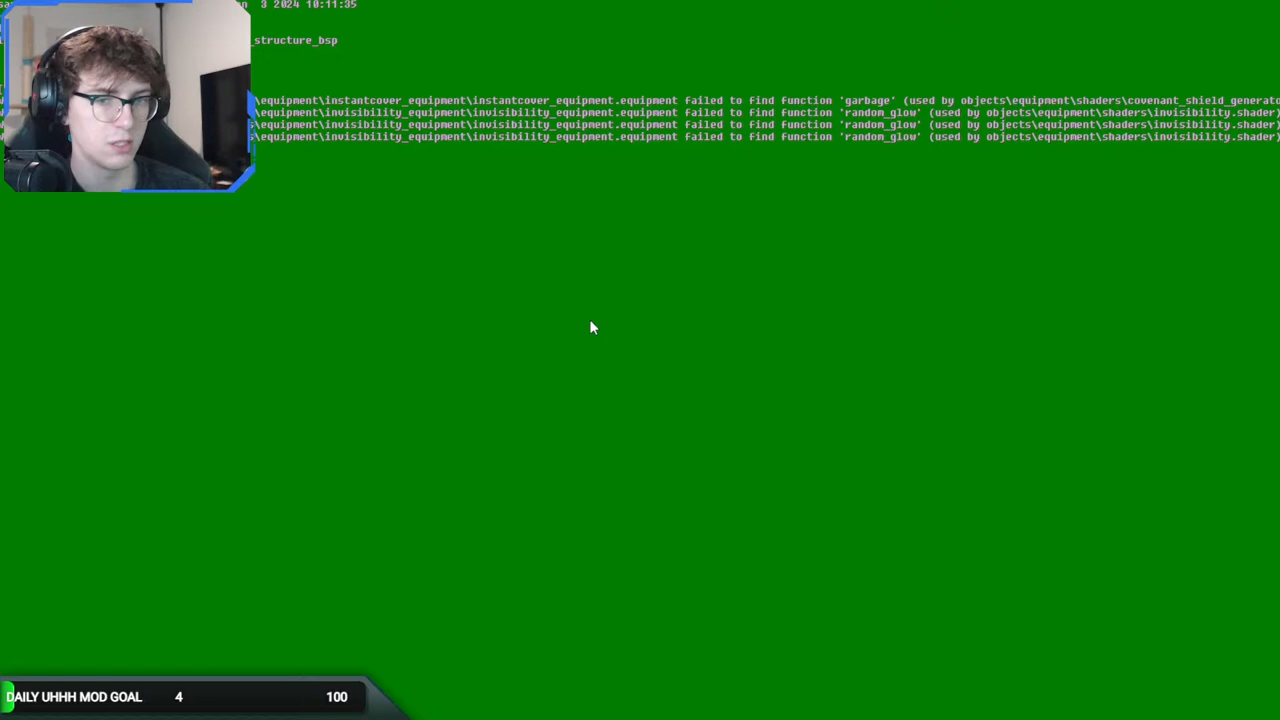 3 2024 10:11:35
_structure_bsp
\equipment\instantcover_equipment\instantcover_equipment.equipment failed to find function 'garbage' (used by objects\equipment\shaders\covenant_shield_generato
\equipment\invisibility_equipment\invisibility_equipment.equipment failed to find function 'random_glow' (used by objects\equipment\shaders\invisibility.shader)
\equipment\invisibility_equipment\invisibility_equipment.equipment failed to find function 'random_glow' (used by objects\equipment\shaders\invisibility.shader)
\equipment\invisibility_equipment\invisibility_equipment.equipment failed to find function 'random_glow' (used by objects\equipment\shaders\invisibility.shader)
DAILY UHHH MOD GOAL 4 100